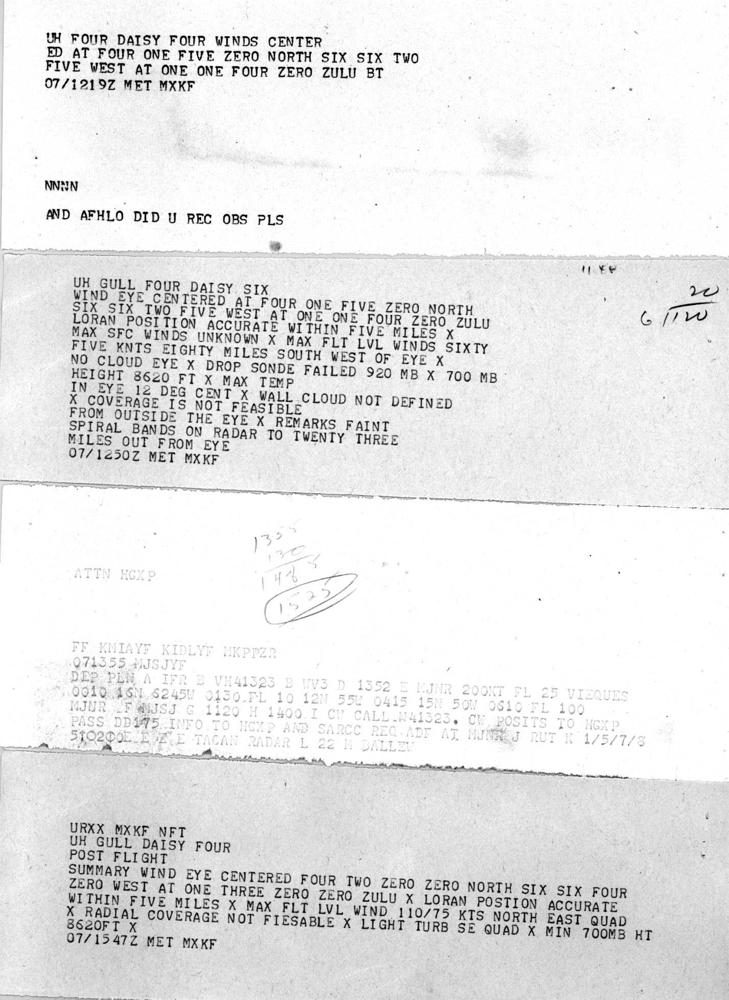 UH FOUR DAISY FOUR WINDS CENTER
ED AT FOUR ONE FIVE ZERO NORTH SIX SIX TWO
FIVE WEST AT ONE ONE FOUR ZERO ZULU BT
07/1219Z MET MXKF
NNNN
AND AFHLO DID U REC OBS PLS
UH GULL FOUR DAISY SIX
WIND EYE CENTERED AT FOUR ONE FIVE ZERO NORTH
SIX SIX TWO FIVE WEST AT ONE ONE FOUR ZERO ZULU
LORAN POSITION ACCURATE WITHIN FIVE MILES X
MAX SFC WINDS UNKNOWN X MAX FLT LVL WINDS SIXTY
FIVE KNTS EIGHTY MILES SOUTH WEST OF EYE X
NO CLOUD EYE X DROP SONDE FAILED 920 MB X 700 MB
HEIGHT 8620 FT X MAX TEMP
IN EYE 12 DEG CENT X WALL CLOUD NOT DEFINED
X COVERAGE IS NOT FEASIBLE
FROM OUTSIDE THE EYE X REMARKS FAINT
SPIRAL BANDS ON RADAR TO TWENTY THREE
MILES OUT FROM EYE
07/1250Z MET MXKF
20
6 120
1355
130
1485
1525
ATTN HGXP
FF KMIAYF KIDLYF MKPPZR
071355 MJSJYF
DEP PLN A IFR B VH41323 B WV3 D 1352 E MJNR 200KT FL 25 VIEQUES
0010 16N 6245W 0130 FL 10 12N 55W 0415 15N 50W 0610 FL 100
MJNR F MJSJ G 1120 H 1400 I CW CALL N41323. CW POSITS TO HGXP
PASS DD175 INFO TO HGXP AND SARCC REQ ADF AT MJNR J RUT K 1/5/7/8
510200E E E E TACAN RADAR L 22 M BALLEW
URXX MXKF NFT
UH GULL DAISY FOUR
POST FLIGHT
SUMMARY WIND EYE CENTERED FOUR TWO ZERO ZERO NORTH SIX SIX FOUR
ZERO WEST AT ONE THREE ZERO ZERO ZULU X LORAN POSTION ACCURATE
WITHIN FIVE MILES X MAX FLT LVL WIND 110/75 KTS NORTH EAST QUAD
X RADIAL COVERAGE NOT FIESABLE X LIGHT TURB SE QUAD X MIN 700MB HT
8620FT X
07/1547Z MET MXKF